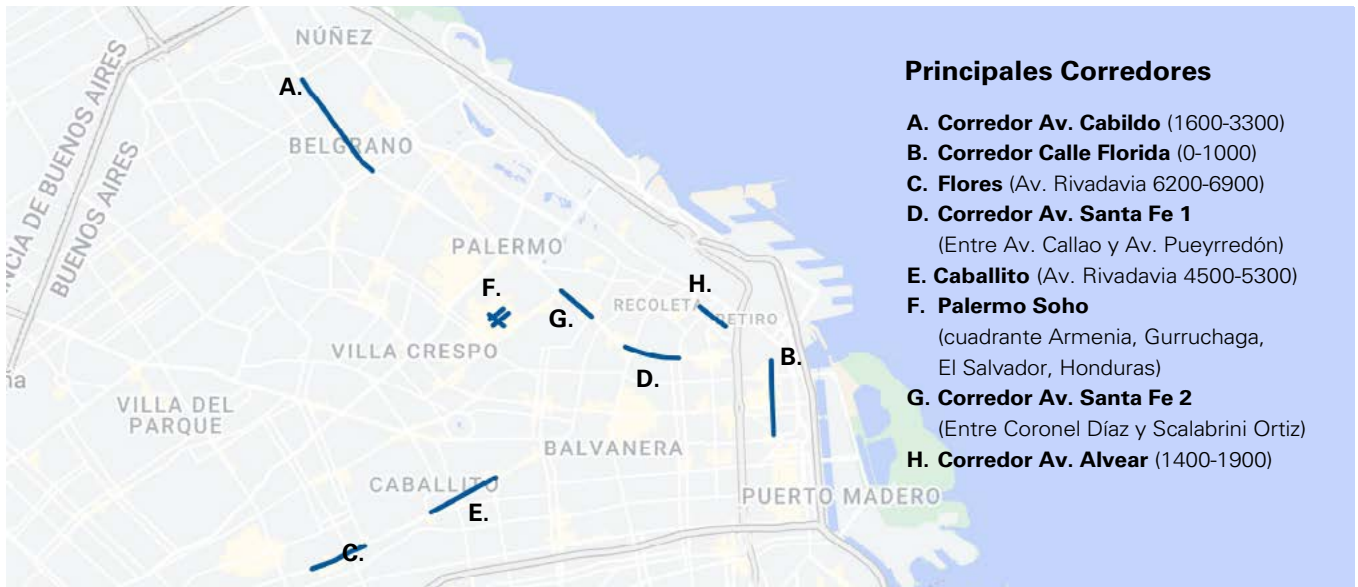 NÚÑEZ
A.
BELGRANO
PALERMO
F.
G.
H.
RECOLETA
RETIRO
VILLA CRESPO
D.
B.
VILLA DEL
PARQUE
BALVANERA
CABALLITO
E.
PUERTO MADERO
C.
BUENOS AIRES
NCIA DE BUENOS AIRES
ña
Principales Corredores
A. Corredor Av. Cabildo (1600-3300)
B. Corredor Calle Florida (0-1000)
C. Flores (Av. Rivadavia 6200-6900)
D. Corredor Av. Santa Fe 1
(Entre Av. Callao y Av. Pueyrredón)
E. Caballito (Av. Rivadavia 4500-5300)
F. Palermo Soho
(cuadrante Armenia, Gurruchaga,
El Salvador, Honduras)
G. Corredor Av. Santa Fe 2
(Entre Coronel Díaz y Scalabrini Ortiz)
H. Corredor Av. Alvear (1400-1900)